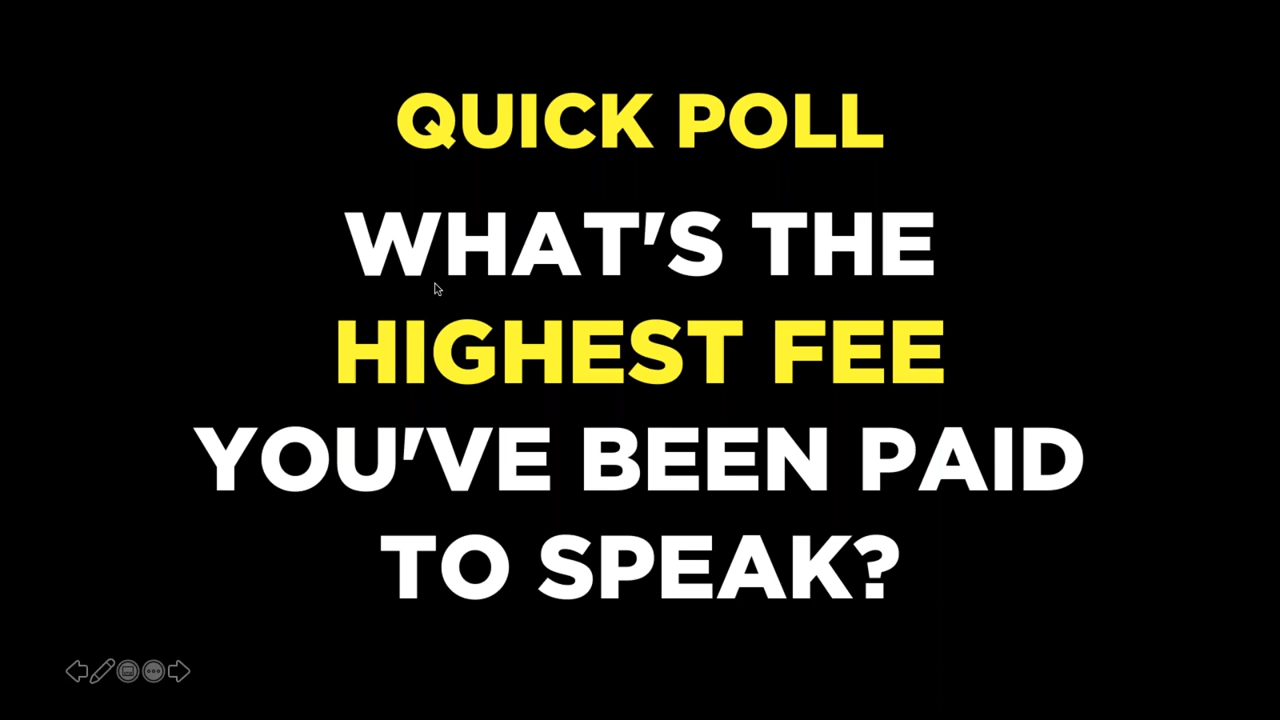 QUICK POLL
WHAT'S THE
HIGHEST FEE
YOU'VE BEEN PAID
TO SPEAK?